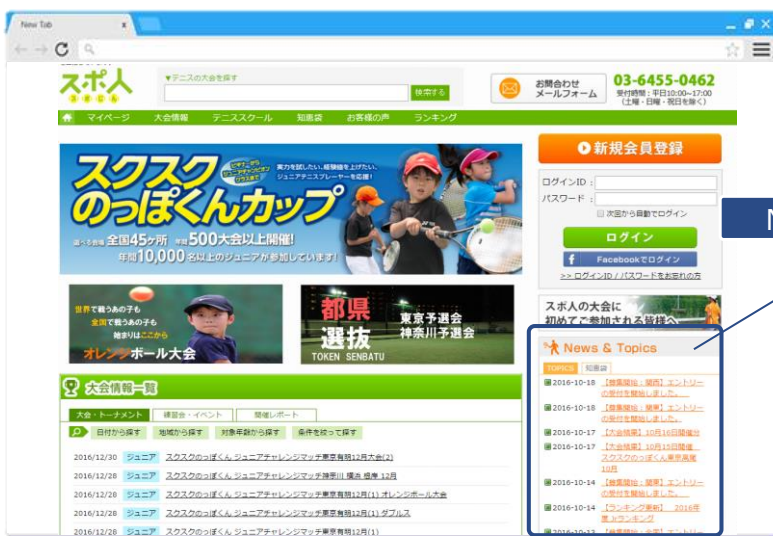 New Tab
スポ人
スポじん
▼テニスの大会を探す
検索する
お問合わせ
メールフォーム
03-6455-0462
受付時間：平日10:00~17:00
(土曜・日曜・祝日を除く)
マイページ
大会情報
テニススクール
知恵袋
お客様の声
ランキング
スクスク
のっぽくんカップ
実力を試したい、経験値を上げたい、
ジュニアテニスプレーヤーを応援!
全国45ヶ所
500大会以上開催!
年間10,000名以上のジュニアが参加しています!
世界で戦うあの子も
全国で戦うあの子も
始まりはここから
オレンジボール大会
都県
選抜
TOKEN SENBATU
東京予選会
神奈川予選会
新規会員登録
ログインID：
パスワード：
次回から自動でログイン
ログイン
Facebookでログイン
>> ログインID / パスワードをお忘れの方
スポ人の大会に
初めてご参加される皆様へ
N
News & Topics
TOPICS
知恵袋
2016-10-18 【募集開始：関西】エントリー
の受付を開始しました。
2016-10-18 【募集開始：関東】エントリー
の受付を開始しました。
2016-10-17 【大会結果】10月16日開催分
2016-10-17 【大会結果】10月15日開催
スクスクのっぽくん東京高尾
10月
2016-10-14 【募集開始：関東】エントリー
の受付を開始しました。
2016-10-14 【ランキング更新】 2016年
度 Jrランキング
大会情報一覧
大会・トーナメント
練習会・イベント
開催レポート
日付から探す
地域から探す
対象年齢から探す
条件を絞って探す
2016/12/30 ジュニア スクスクのっぽくん ジュニアチャレンジマッチ東京有明12月大会(2)
2016/12/28 ジュニア スクスクのっぽくん ジュニアチャレンジマッチ神奈川 横浜 根岸 12月
2016/12/28 ジュニア スクスクのっぽくん ジュニアチャレンジマッチ東京有明12月(1) オレンジボール大会
2016/12/28 ジュニア スクスクのっぽくん ジュニアチャレンジマッチ東京有明12月(1) ダブルス
2016/12/28 ジュニア スクスクのっぽくん ジュニアチャレンジマッチ東京有明12月(1)